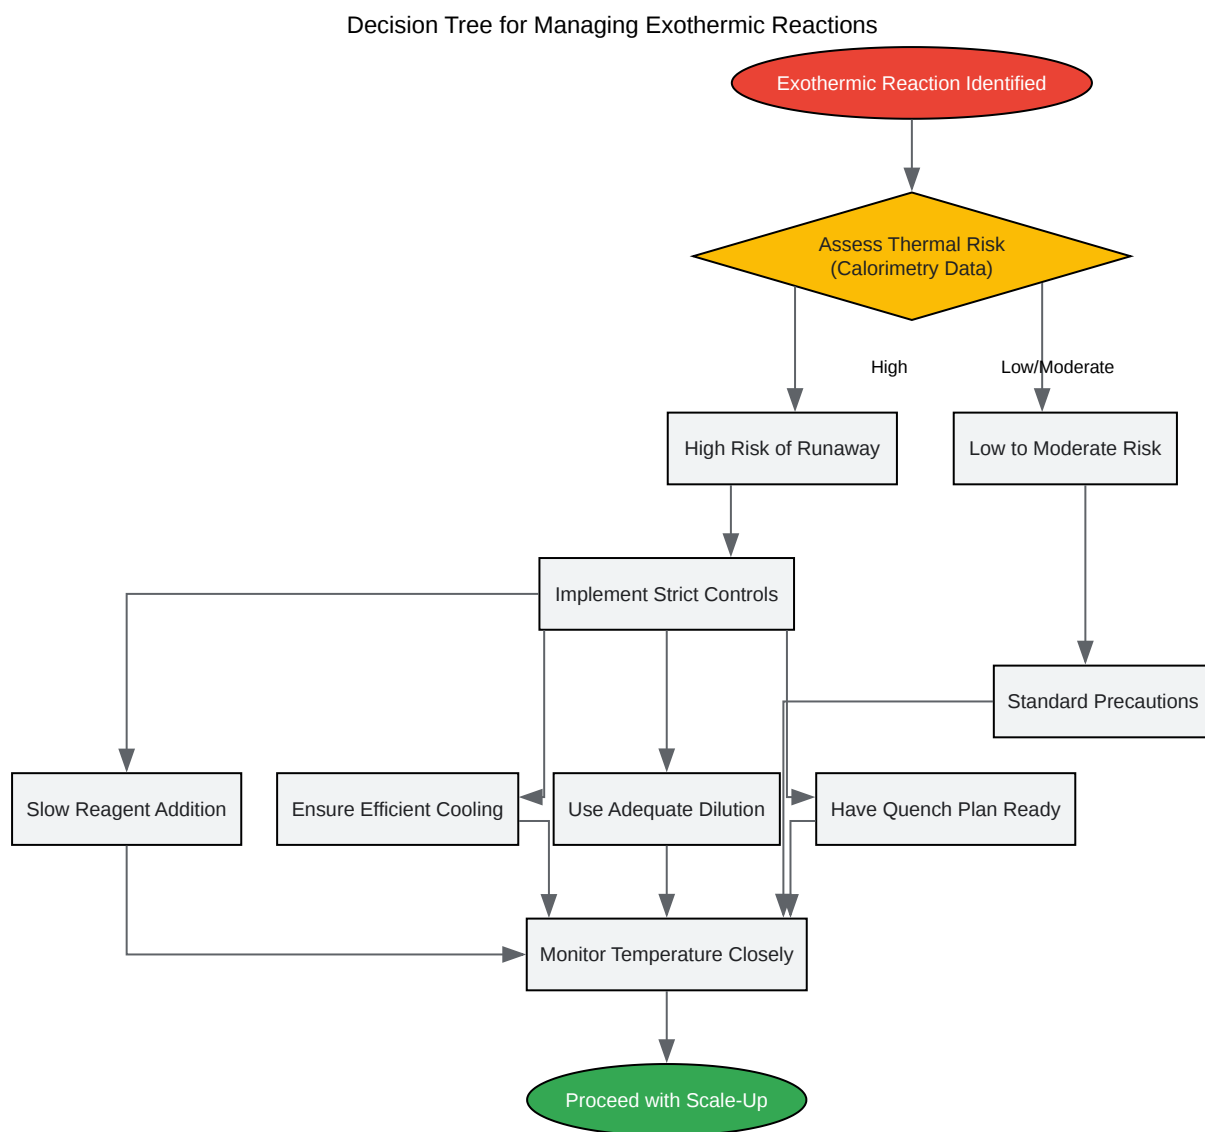 Decision Tree for Managing Exothermic Reactions
Exothermic Reaction Identified
Assess Thermal Risk
(Calorimetry Data)
High
Low/Moderate
High Risk of Runaway
Low to Moderate Risk
Implement Strict Controls
Standard Precautions
Slow Reagent Addition
Ensure Efficient Cooling
Use Adequate Dilution
Have Quench Plan Ready
Monitor Temperature Closely
Proceed with Scale-Up